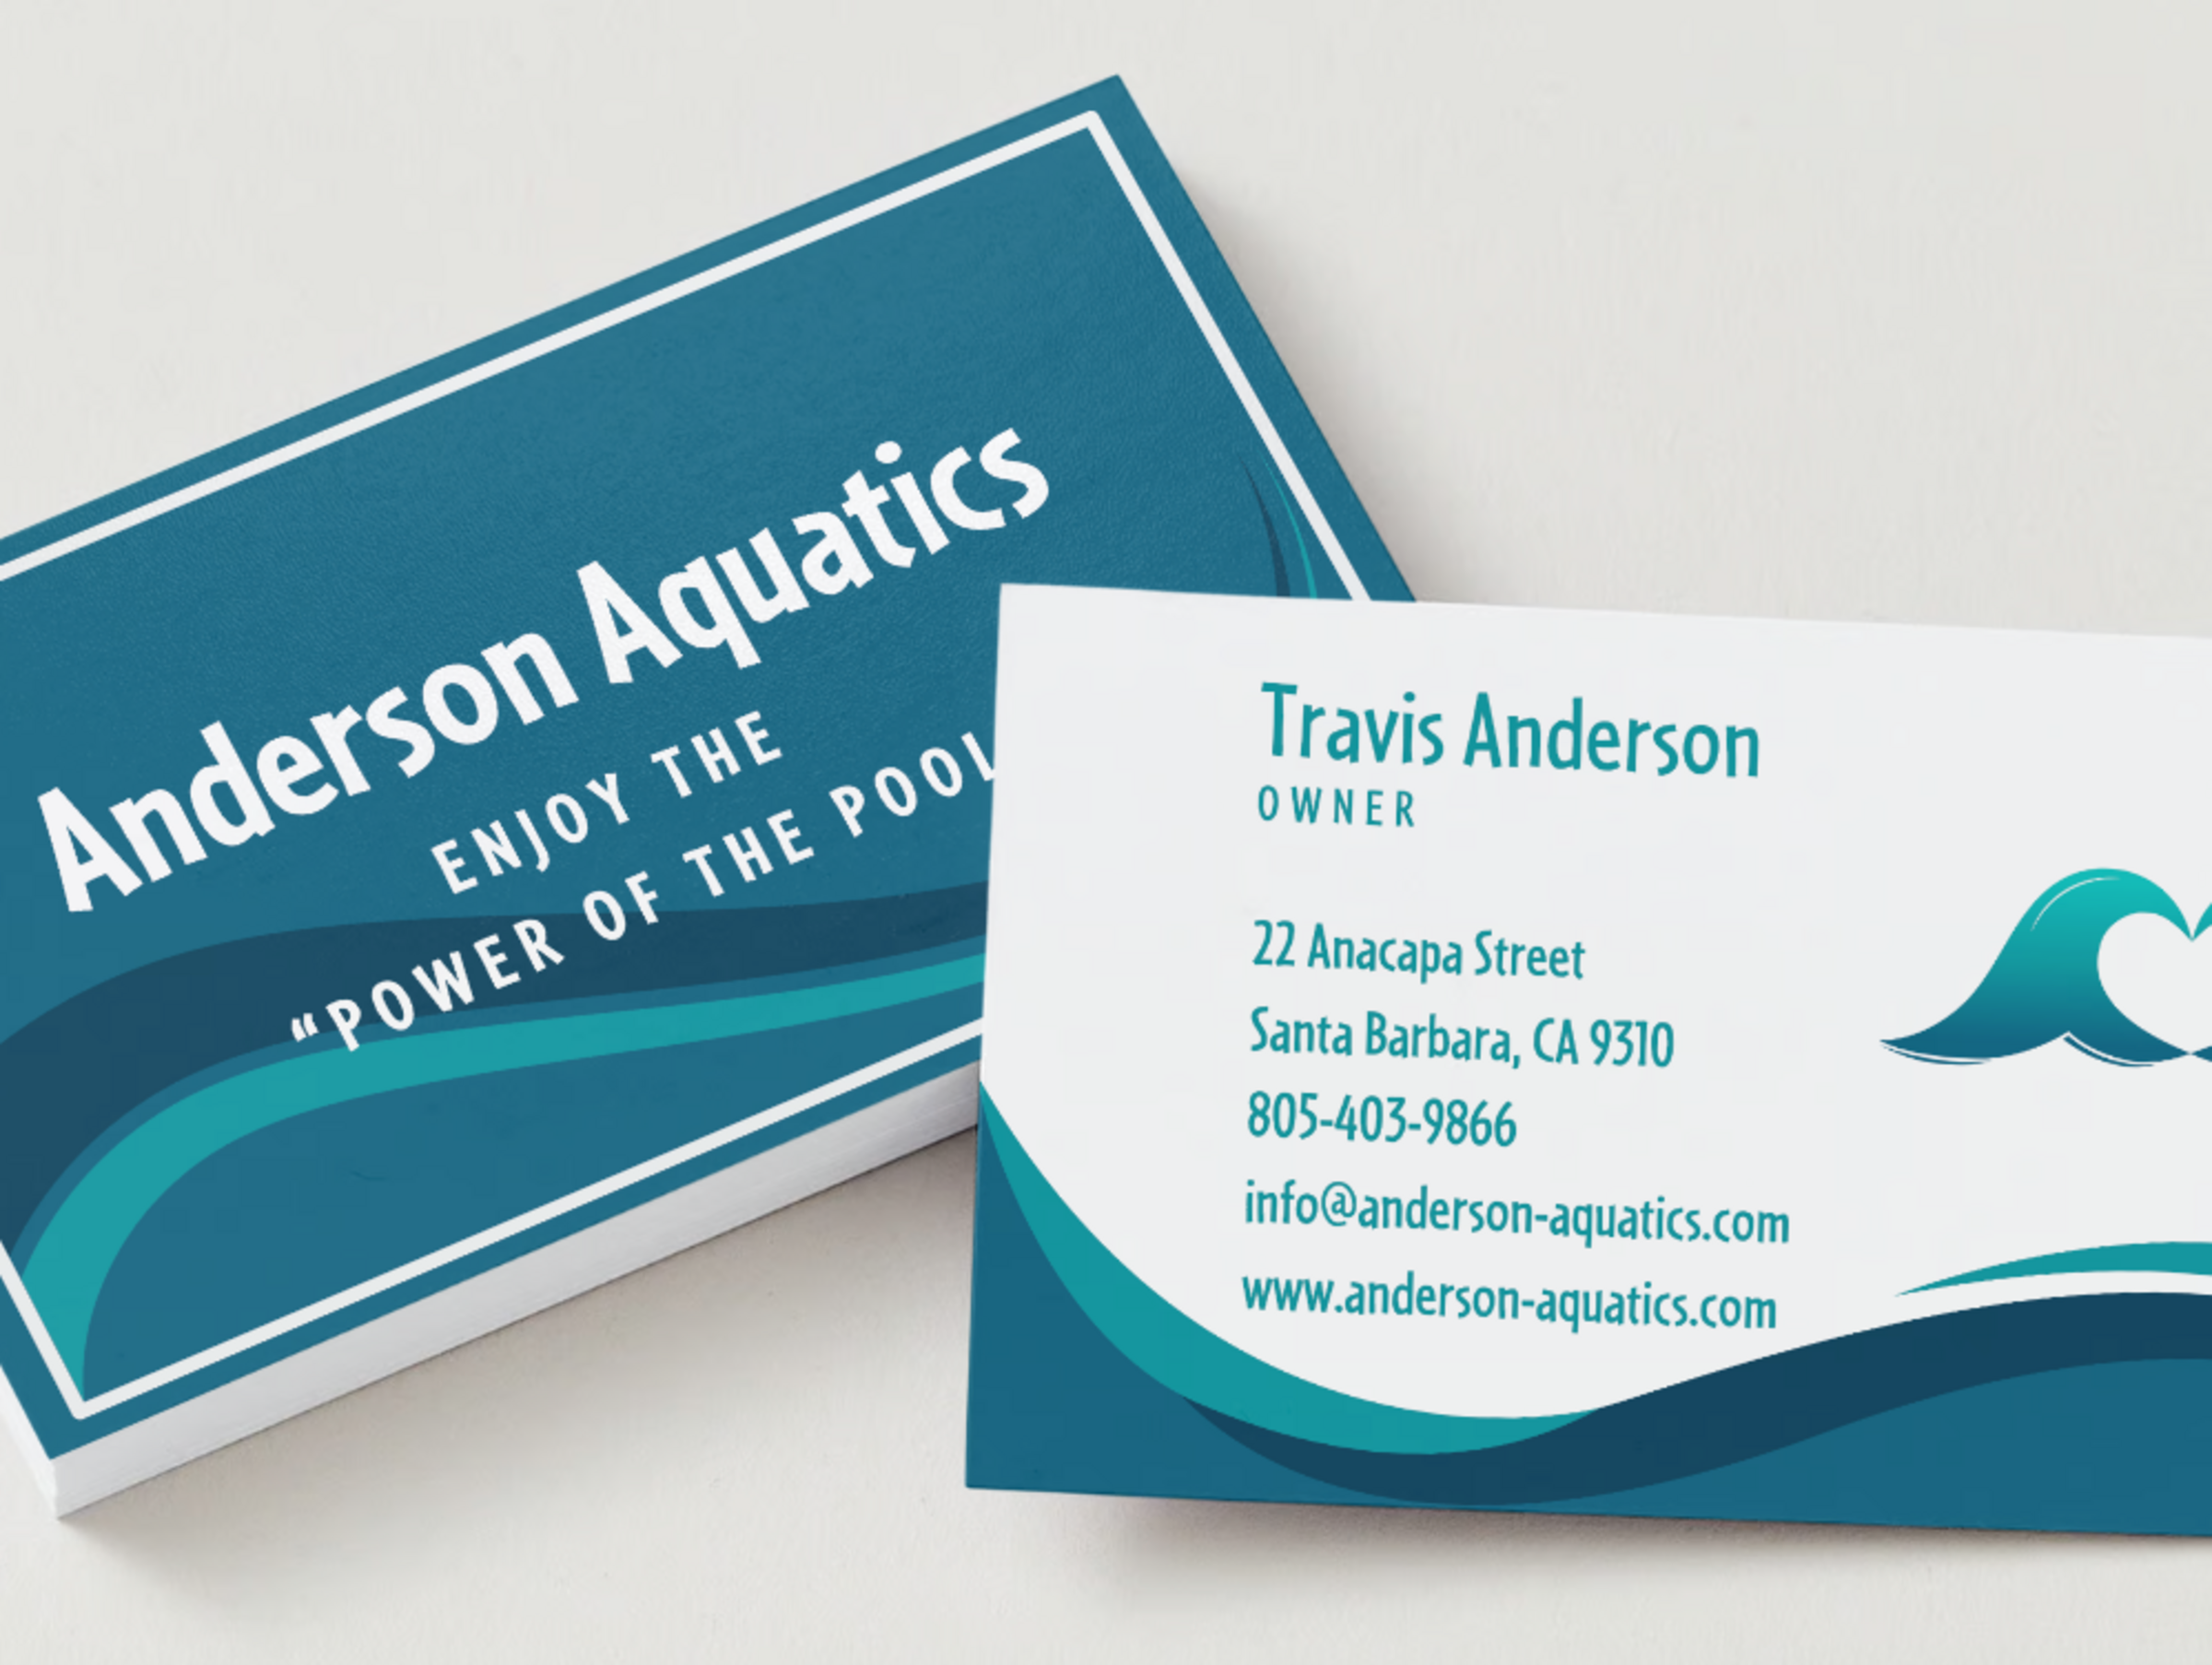 Anderson Aquatics
ENJOY THE
“POWER OF THE POOL
Travis Anderson
OWNER
22 Anacapa Street
Santa Barbara, CA 9310
805-403-9866
info@anderson-aquatics.com
www.anderson-aquatics.com